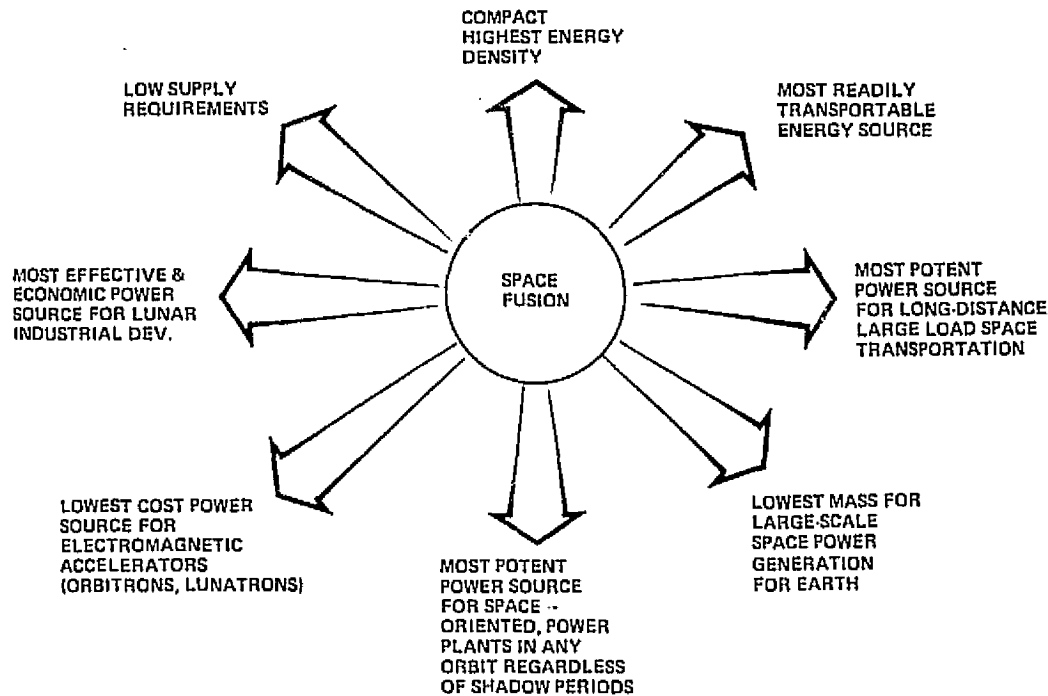 COMPACT
HIGHEST ENERGY
DENSITY
LOW SUPPLY
REQUIREMENTS
MOST READILY
TRANSPORTABLE
ENERGY SOURCE
MOST EFFECTIVE &
ECONOMIC POWER
SOURCE FOR LUNAR
INDUSTRIAL DEV.
SPACE
FUSION
MOST POTENT
POWER SOURCE
FOR LONG-DISTANCE
LARGE LOAD SPACE
TRANSPORTATION
LOWEST COST POWER
SOURCE FOR
ELECTROMAGNETIC
ACCELERATORS
(ORBITRONS, LUNATRONS)
MOST POTENT
POWER SOURCE
FOR SPACE --
ORIENTED, POWER
PLANTS IN ANY
ORBIT REGARDLESS
OF SHADOW PERIODS
LOWEST MASS FOR
LARGE-SCALE
SPACE POWER
GENERATION
FOR EARTH